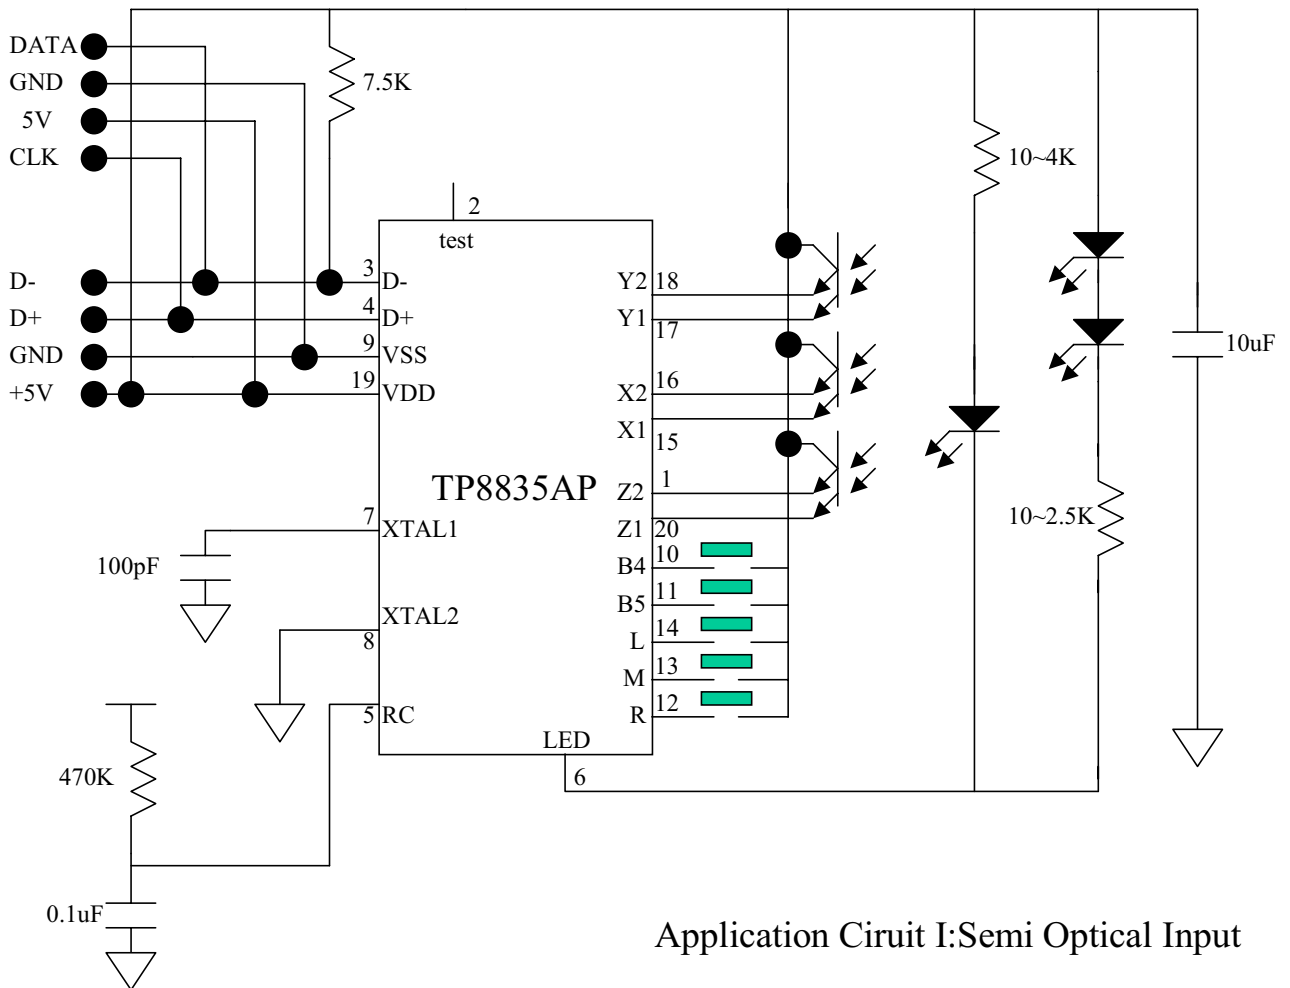 DATA
GND
5V
CLK
7.5K
10~4K
2
test
D-
3
D-
D+
4
D+
GND
9
VSS
+5V
19
VDD
Y2
18
Y1
17
X2
16
X1
15
Z2
1
Z1
20
TP8835AP
10uF
10~2.5K
7
XTAL1
100pF
XTAL2
8
B4
10
B5
11
L
14
M
13
R
12
5
RC
LED
6
470K
0.1uF
Application Ciruit I:Semi Optical Input